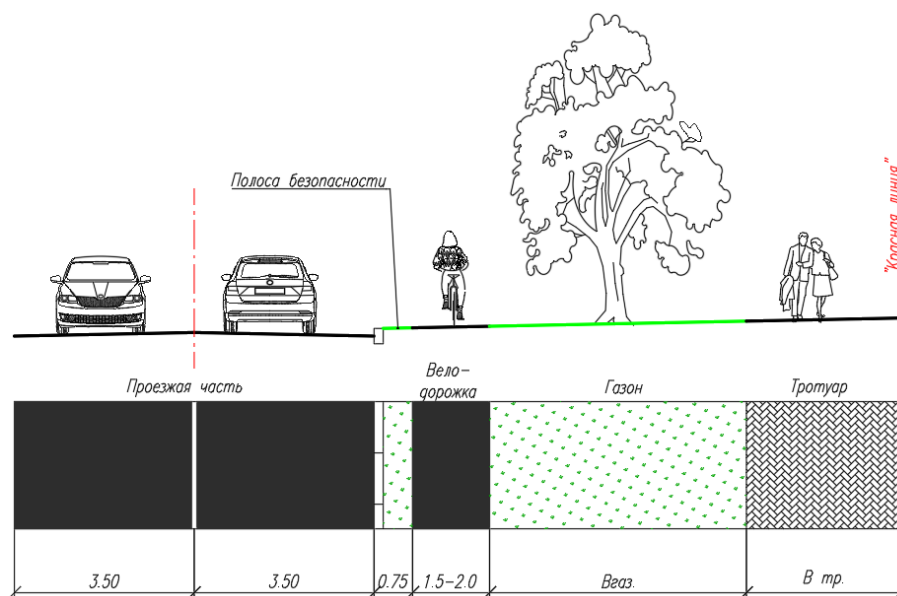 Полоса безопасности
"Красная линия"
Проезжая часть
Вело-
дорожка
Газон
Тротуар
3.50
3.50
0.75
1.5-2.0
Вгаз.
В тр.